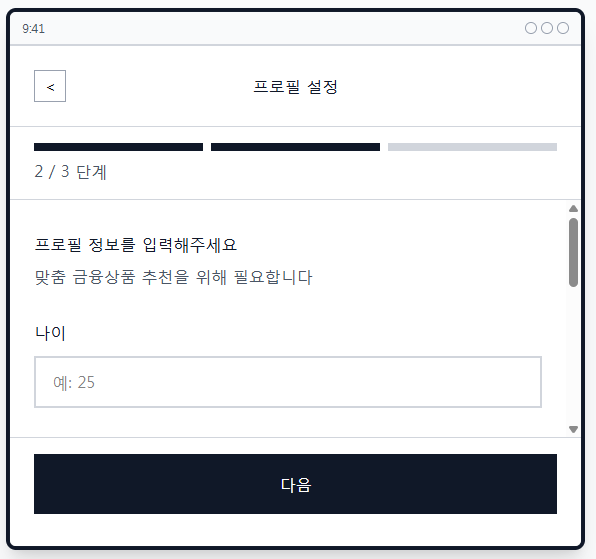 9:41
<
프로필 설정
2 / 3 단계
프로필 정보를 입력해주세요
맞춤 금융상품 추천을 위해 필요합니다
나이
예: 25
다음